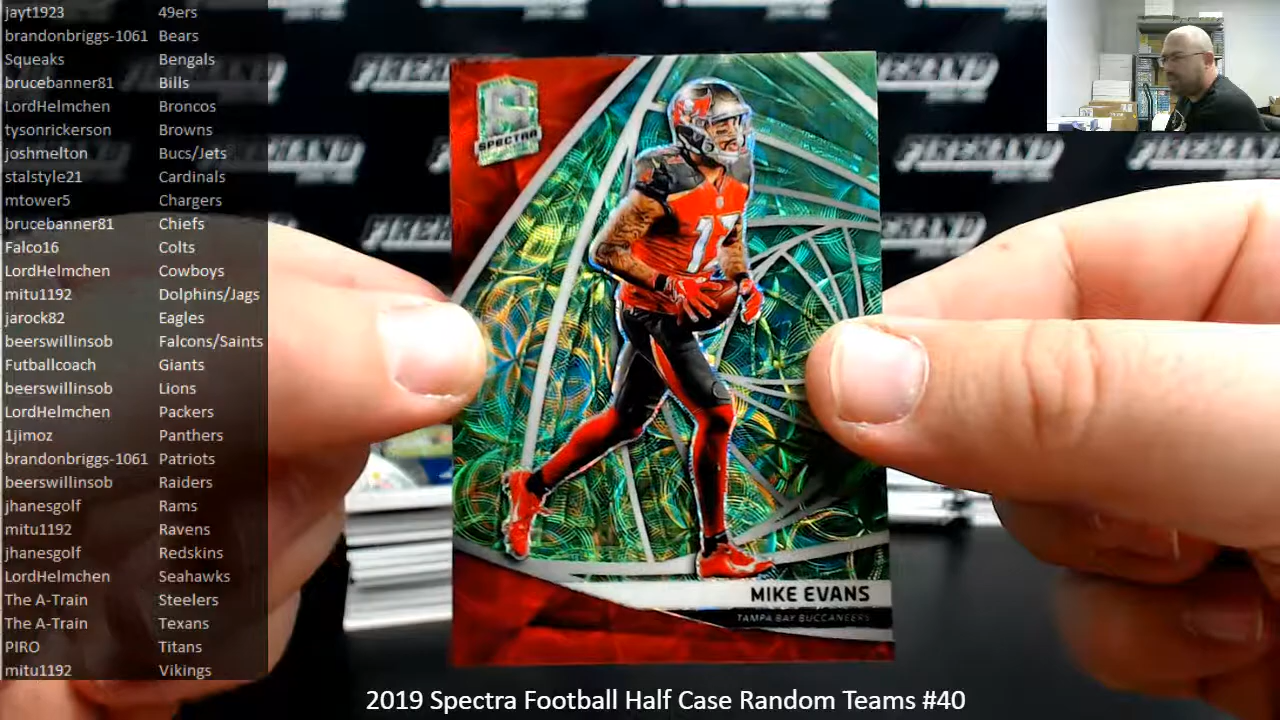 jayt1923 49ers
brandonbriggs-1061 Bears
Squeaks Bengals
brucebanner81 Bills
LordHelmchen Broncos
tysonrickerson Browns
joshmelton Bucs/Jets
stalstyle21 Cardinals
mtower5 Chargers
brucebanner81 Chiefs
Falco16 Colts
LordHelmchen Cowboys
mitu1192 Dolphins/Jags
jarock82 Eagles
beerswillinsob Falcons/Saints
Futballcoach Giants
beerswillinsob Lions
LordHelmchen Packers
1jimoz Panthers
brandonbriggs-1061 Patriots
beerswillinsob Raiders
jhanesgolf Rams
mitu1192 Ravens
jhanesgolf Redskins
LordHelmchen Seahawks
The A-Train Steelers
The A-Train Texans
PIRO Titans
mitu1192 Vikings
SPECTRA
MIKE EVANS
TAMPA BAY BUCCANEERS
2019 Spectra Football Half Case Random Teams #40